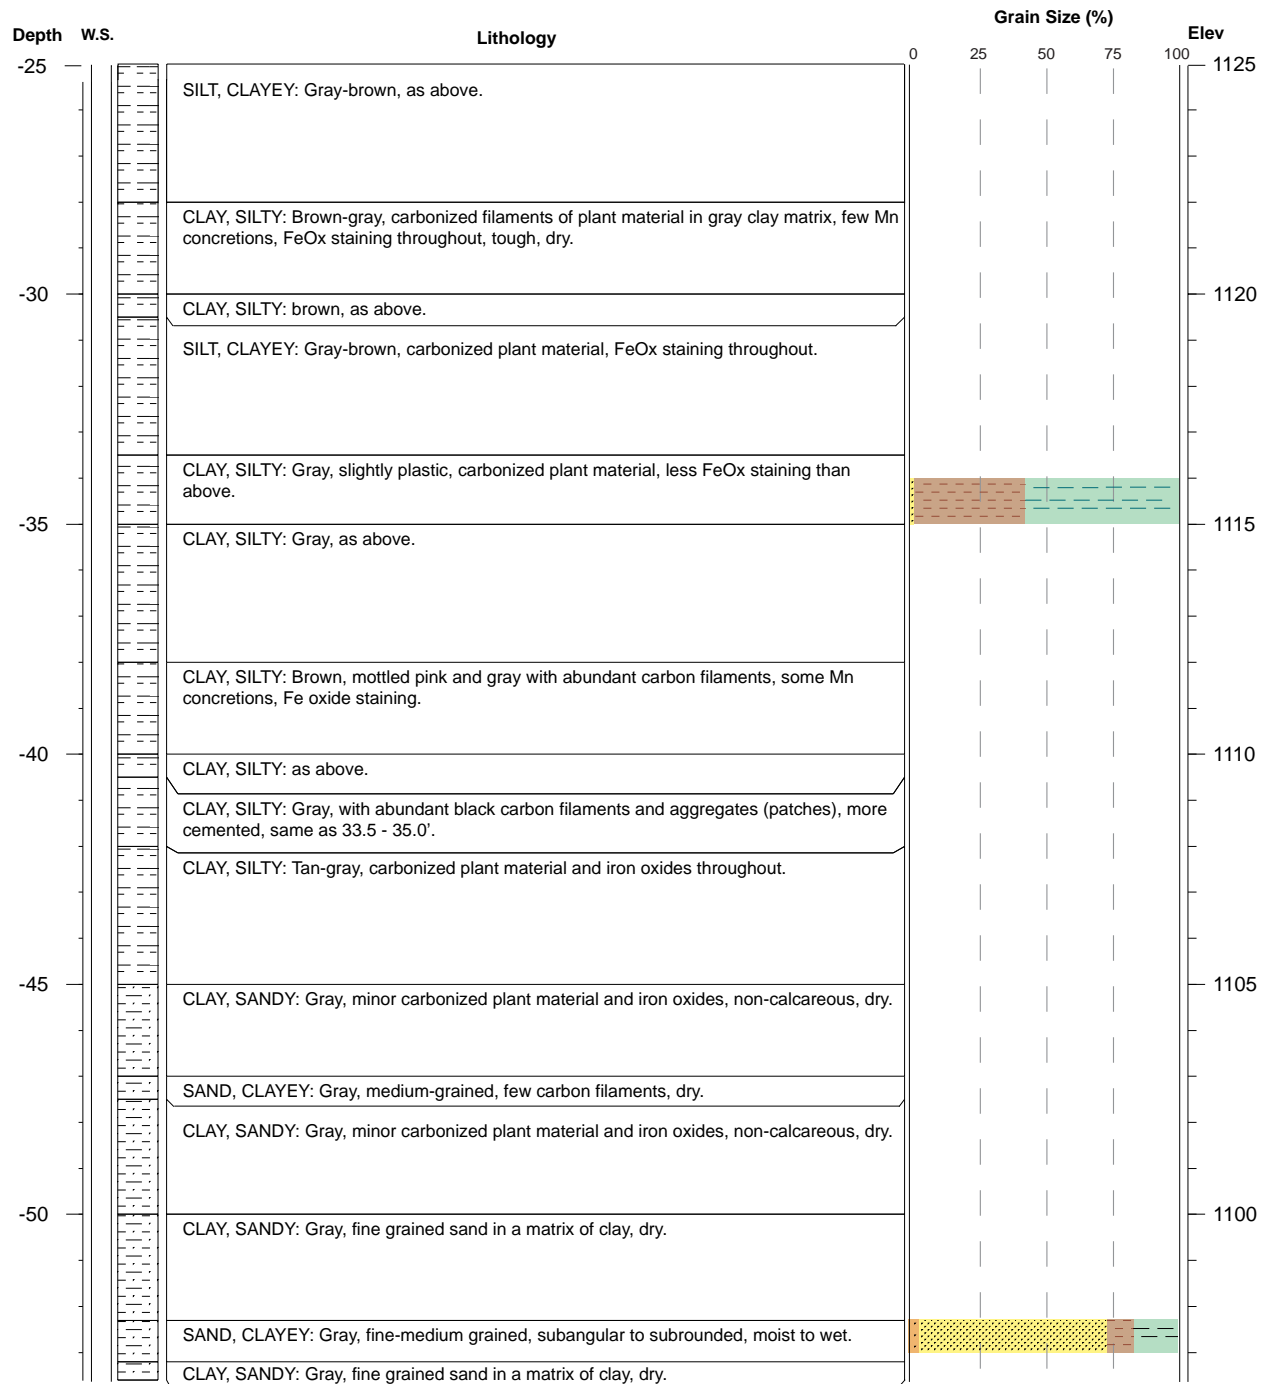 Grain Size (%)
Depth W.S. Lithology Elev
0 25 50 75 100
-25 1125
SILT, CLAYEY: Gray-brown, as above.
CLAY, SILTY: Brown-gray, carbonized filaments of plant material in gray clay matrix, few Mn
concretions, FeOx staining throughout, tough, dry.
-30 1120
CLAY, SILTY: brown, as above.
SILT, CLAYEY: Gray-brown, carbonized plant material, FeOx staining throughout.
CLAY, SILTY: Gray, slightly plastic, carbonized plant material, less FeOx staining than
above.
-35 1115
CLAY, SILTY: Gray, as above.
CLAY, SILTY: Brown, mottled pink and gray with abundant carbon filaments, some Mn
concretions, Fe oxide staining.
-40 1110
CLAY, SILTY: as above.
CLAY, SILTY: Gray, with abundant black carbon filaments and aggregates (patches), more
cemented, same as 33.5 - 35.0'.
CLAY, SILTY: Tan-gray, carbonized plant material and iron oxides throughout.
-45 1105
CLAY, SANDY: Gray, minor carbonized plant material and iron oxides, non-calcareous, dry.
SAND, CLAYEY: Gray, medium-grained, few carbon filaments, dry.
CLAY, SANDY: Gray, minor carbonized plant material and iron oxides, non-calcareous, dry.
-50 1100
CLAY, SANDY: Gray, fine grained sand in a matrix of clay, dry.
SAND, CLAYEY: Gray, fine-medium grained, subangular to subrounded, moist to wet.
CLAY, SANDY: Gray, fine grained sand in a matrix of clay, dry.